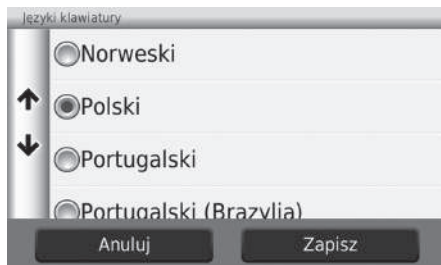 Języki klawiatury
Norweski
Polski
Portugalski
Portugalski (Brazylia)
Anuluj
Zapisz